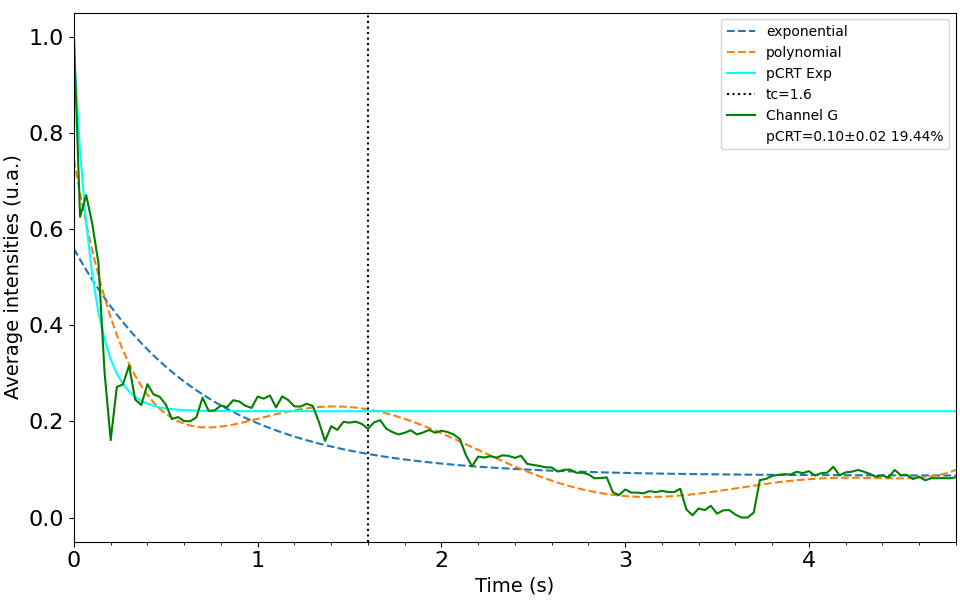 exponential
polynomial
pCRT Exp
tc=1.6
Channel G
pCRT=0.10±0.02 19.44%
Average intensities (u.a.)
1.0
0.8
0.6
0.4
0.2
0.0
0 1 2 3 4
Time (s)